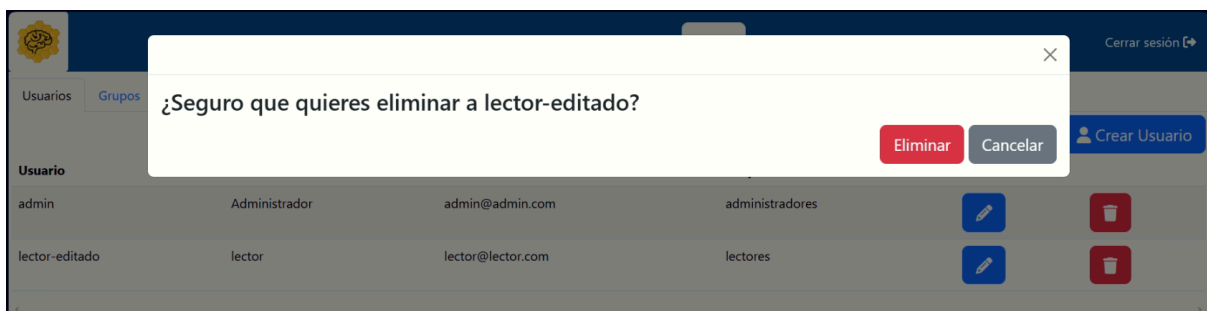 Cerrar sesión
Usuarios Grupos
¿Seguro que quieres eliminar a lector-editado?
Eliminar Cancelar
Crear Usuario
Usuario
admin Administrador admin@admin.com administradores
lector-editado lector lector@lector.com lectores